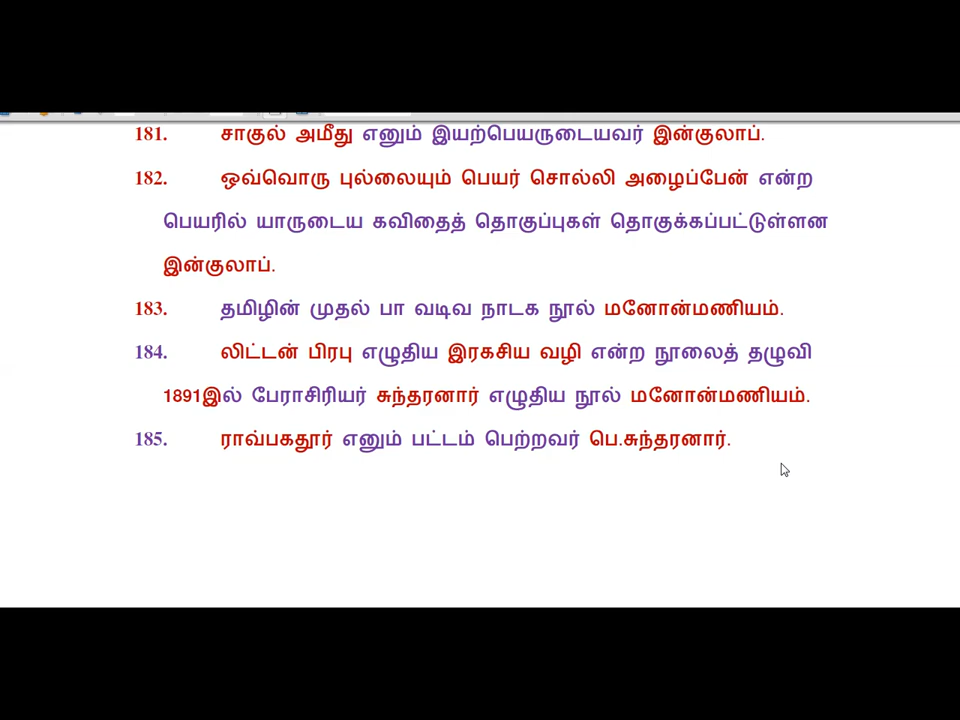 181. சாகுல் அமீது எனும் இயற்பெயருடையவர் இன்குலாப்.
182. ஒவ்வொரு புல்லையும் பெயர் சொல்லி அழைப்பேன் என்ற
பெயரில் யாருடைய கவிதைத் தொகுப்புகள் தொகுக்கப்பட்டுள்ளன
இன்குலாப்.
183. தமிழின் முதல் பா வடிவ நாடக நூல் மனோன்மணியம்.
184. லிட்டன் பிரபு எழுதிய இரகசிய வழி என்ற நூலைத் தழுவி
1891இல் பேராசிரியர் சுந்தரனார் எழுதிய நூல் மனோன்மணியம்.
185. ராவ்பகதூர் எனும் பட்டம் பெற்றவர் பெ.சுந்தரனார்.